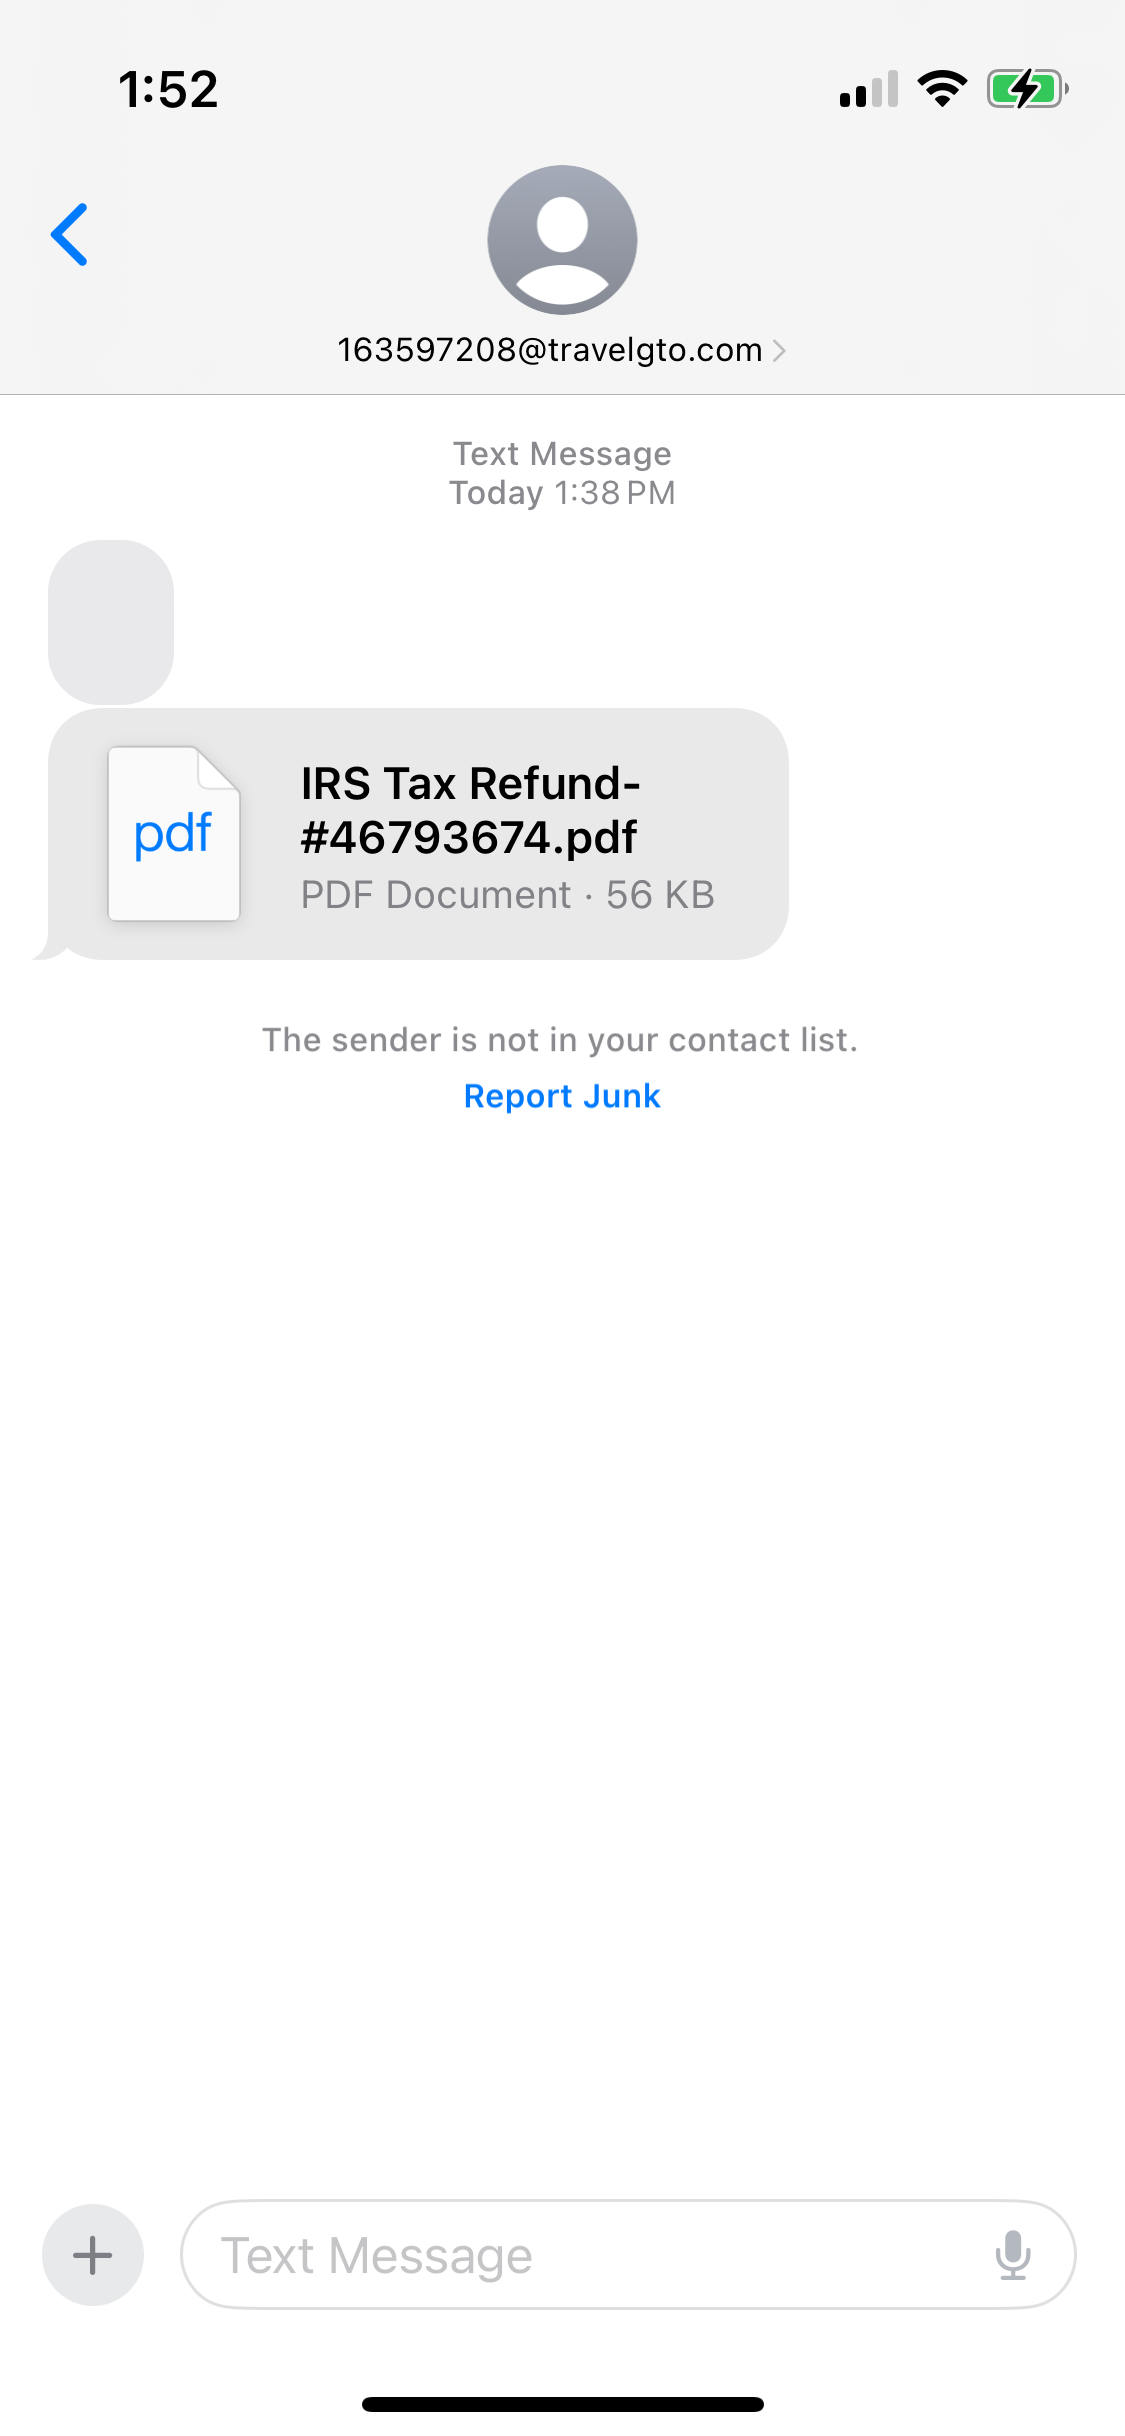 1:52
163597208@travelgto.com
Text Message
Today 1:38 PM
pdf
IRS Tax Refund-
#46793674.pdf
PDF Document · 56 KB
The sender is not in your contact list.
Report Junk
Text Message